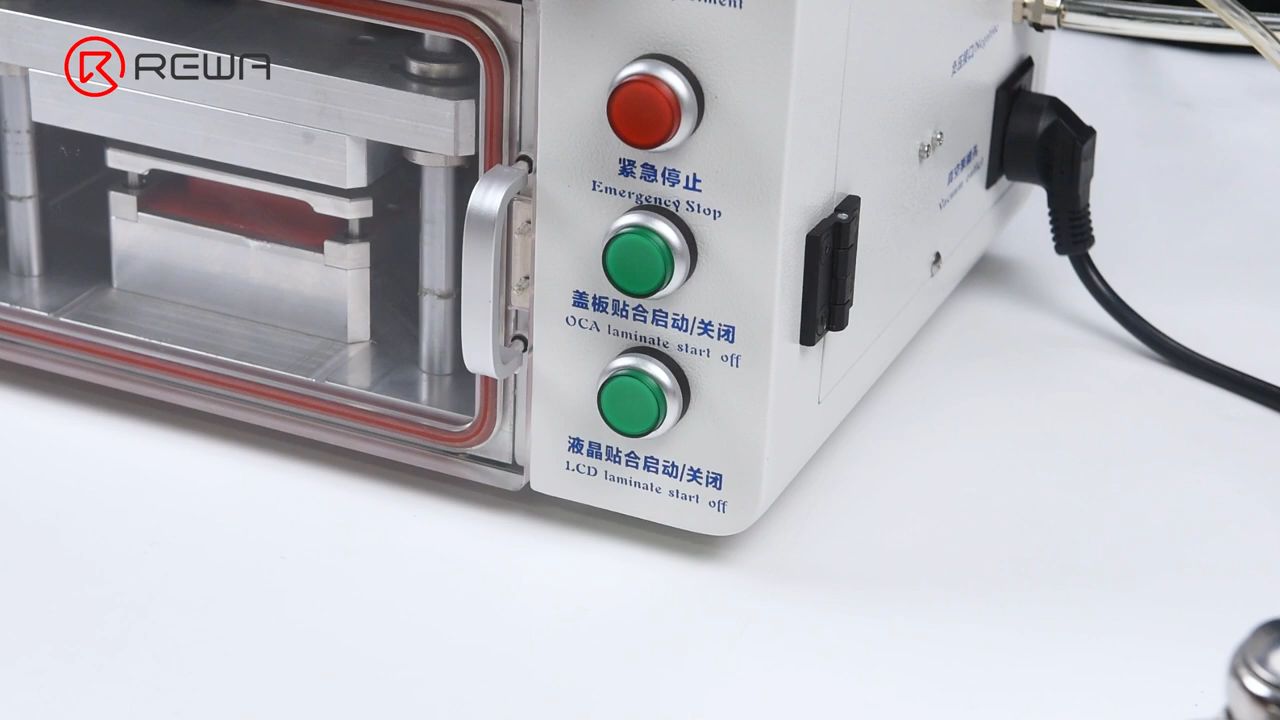 REWA
紧急停止
Emergency Stop
盖板贴合启动/关闭
OCA laminate start off
液晶贴合启动/关闭
LCD laminate start off